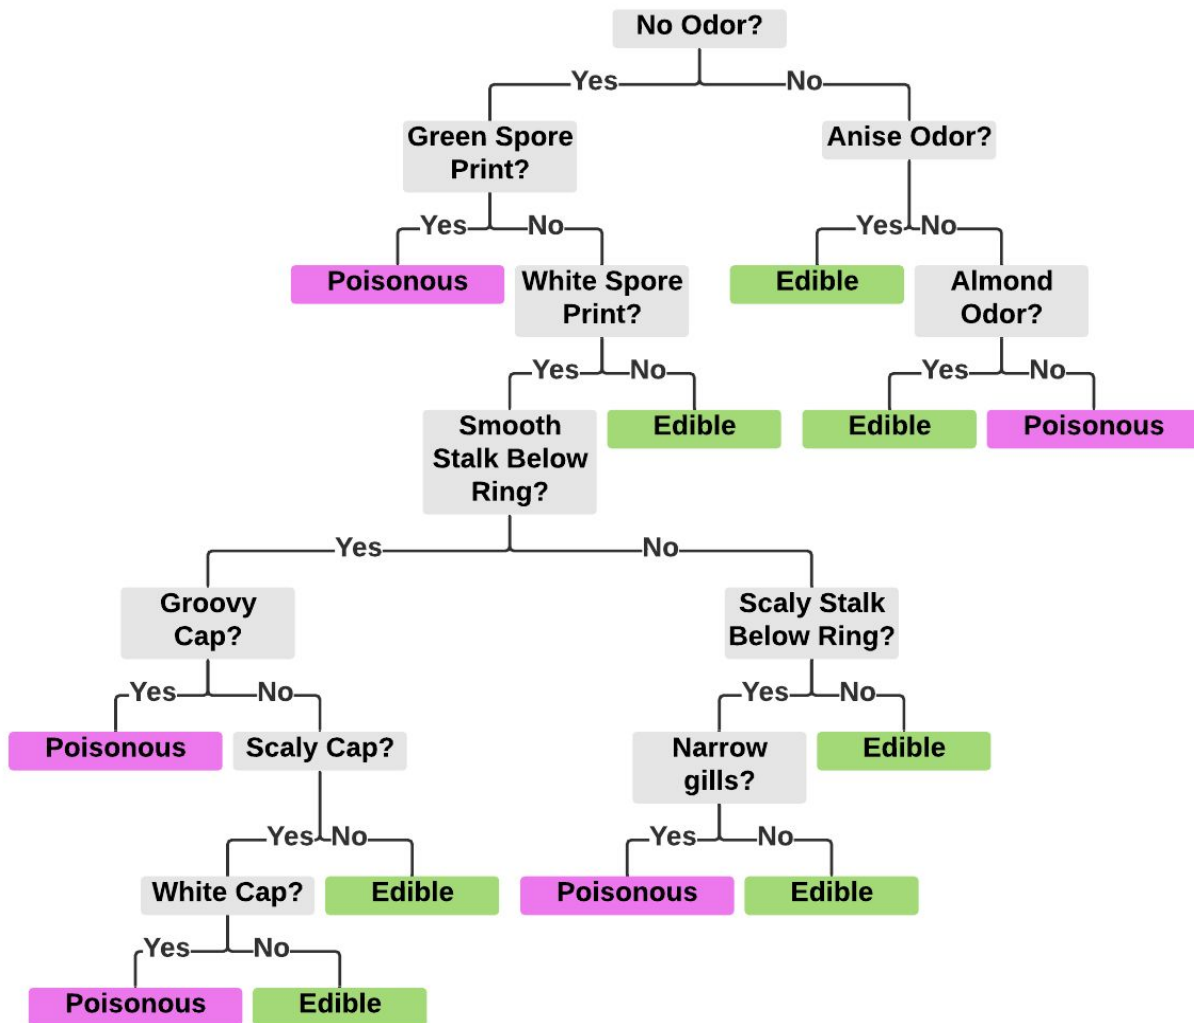 No Odor?
Yes
No
Green Spore
Print?
Anise Odor?
Yes
No
Yes
No
Poisonous
White Spore
Print?
Edible
Almond
Odor?
Yes
No
Yes
No
Smooth
Stalk Below
Ring?
Edible
Edible
Poisonous
Yes
No
Groovy
Cap?
Scaly Stalk
Below Ring?
Yes
No
Yes
No
Poisonous
Scaly Cap?
Narrow
gills?
Edible
Yes
No
Yes
No
White Cap?
Edible
Poisonous
Edible
Yes
No
Poisonous
Edible